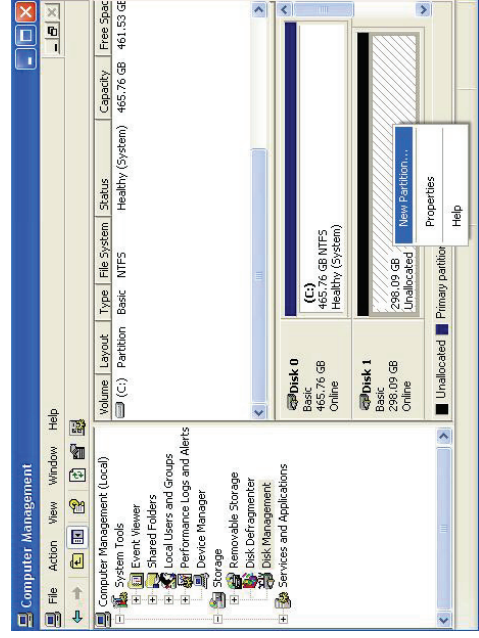 Computer Management
File Action View Window Help
Computer Management (Local)
System Tools
Event Viewer
Shared Folders
Local Users and Groups
Performance Logs and Alerts
Device Manager
Storage
Removable Storage
Disk Defragmenter
Disk Management
Services and Applications
Volume Layout Type File System Status Capacity Free Spac
(C:) Partition Basic NTFS Healthy (System) 465.76 GB 461.53 GB
Disk 0
Basic
465.76 GB
Online
(C:)
465.76 GB NTFS
Healthy (System)
Disk 1
Basic
298.09 GB
Online
298.09 GB
Unallocated
New Partition...
Properties
Help
Unallocated Primary partition